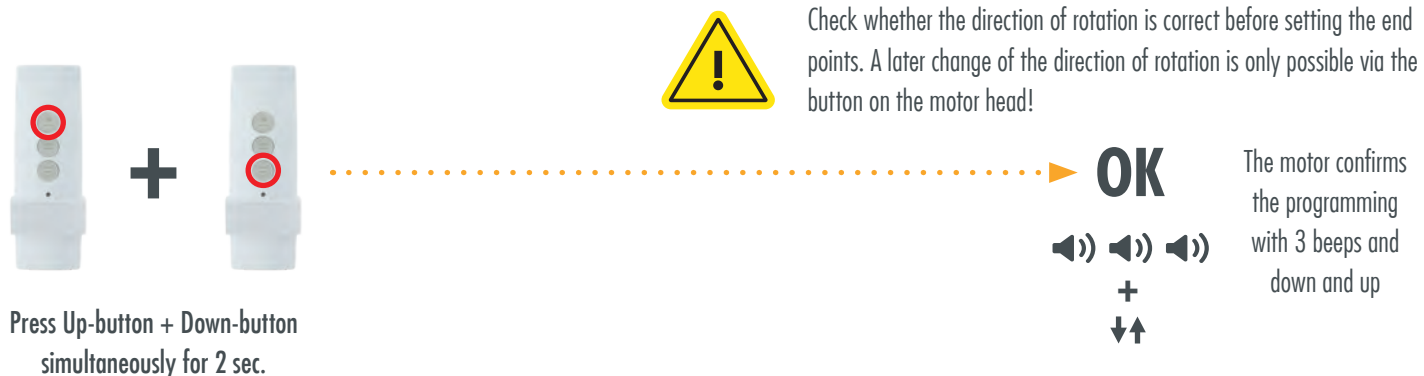 Check whether the direction of rotation is correct before setting the end
points. A later change of the direction of rotation is only possible via the
button on the motor head!
+
OK
The motor confirms
the programming
with 3 beeps and
down and up
+
Press Up-button + Down-button
simultaneously for 2 sec.